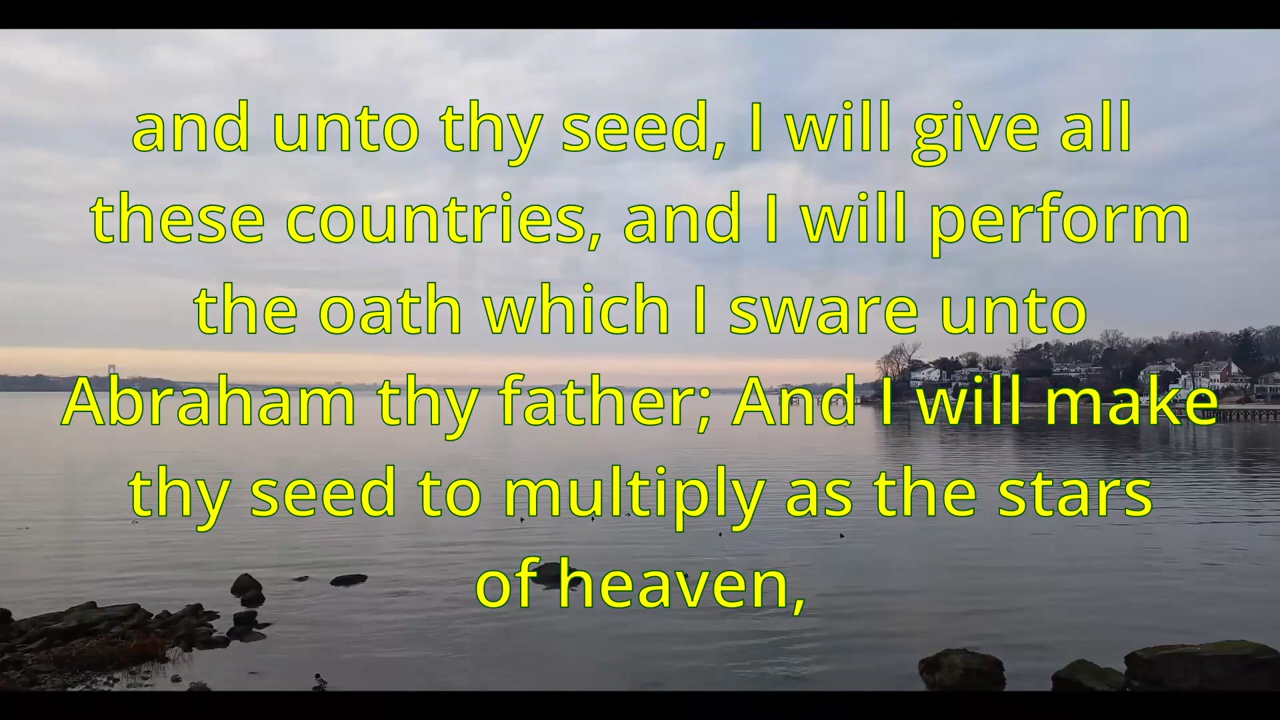 and unto thy seed, I will give all
these countries, and I will perform
the oath which I sware unto
Abraham thy father; And I will make
thy seed to multiply as the stars
of heaven,